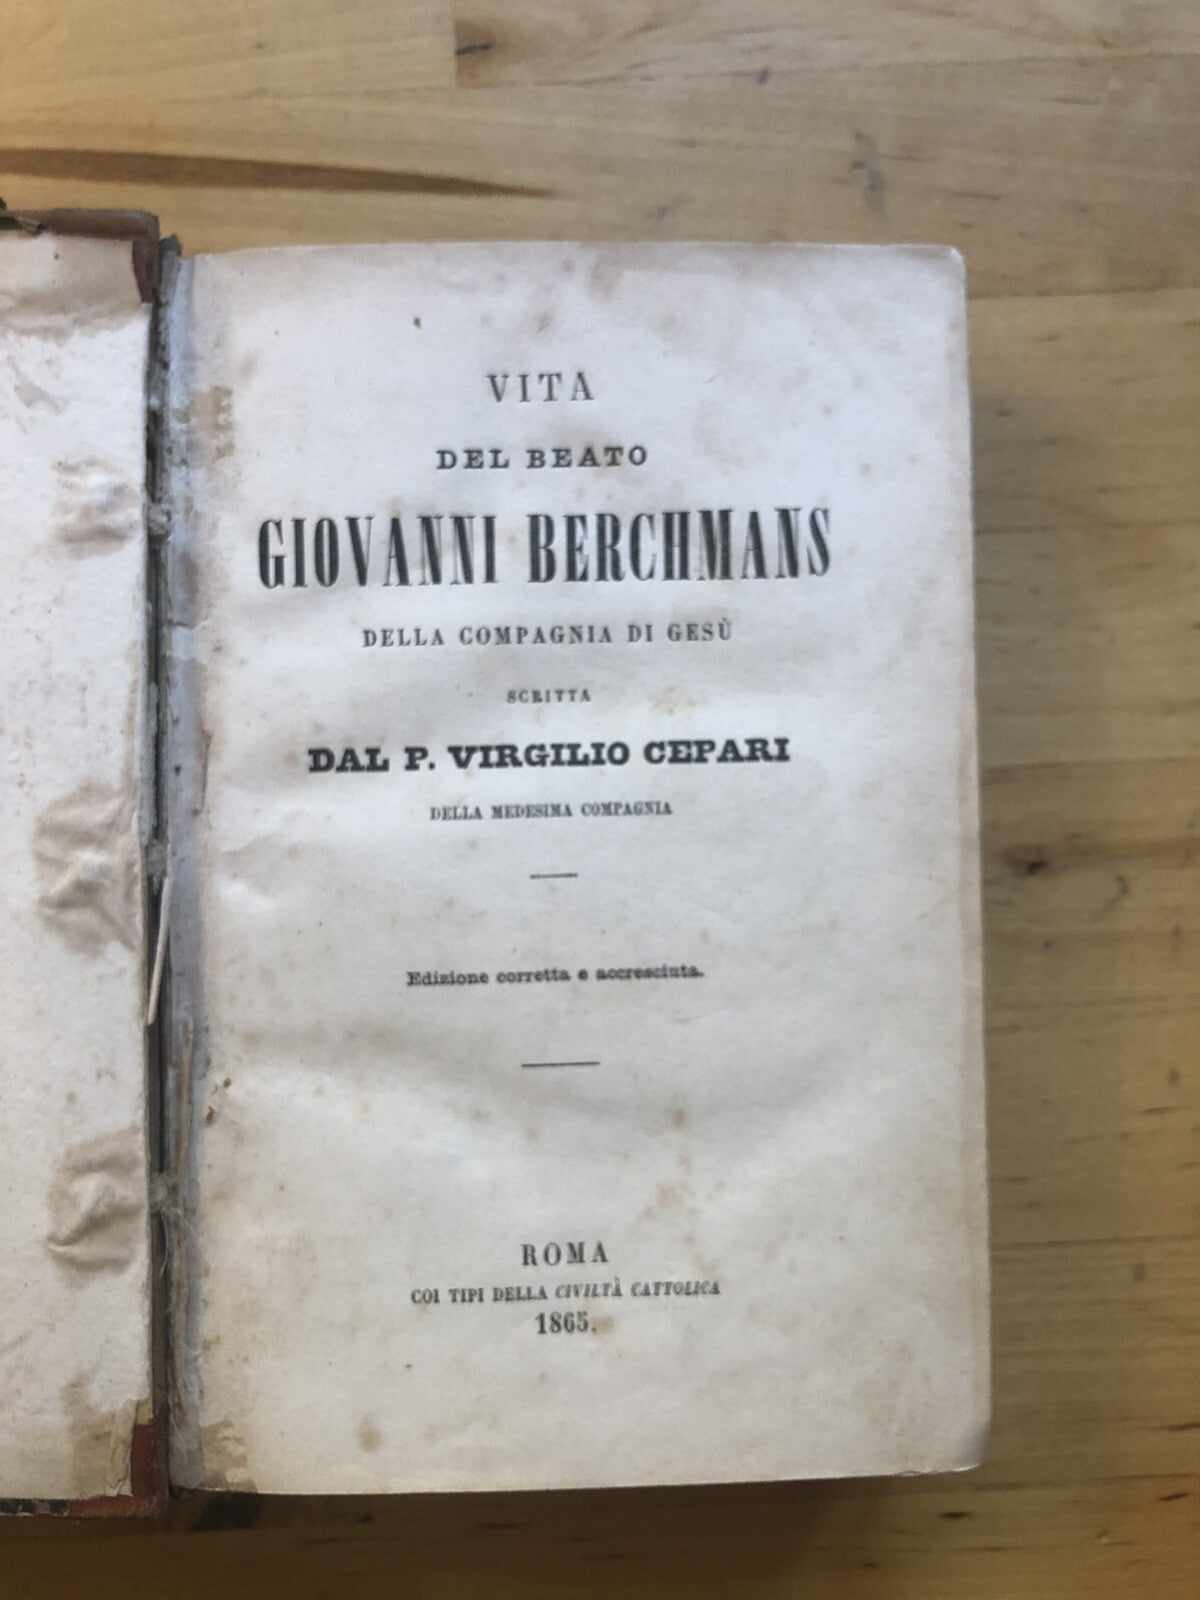 VITA
DEL BEATO
GIOVANNI BERCHMANS
DELLA COMPAGNIA DI GESÙ
SCRITTA
DAL P. VIRGILIO CEPARI
DELLA MEDESIMA COMPAGNIA
Edizione corretta e accresciuta.
ROMA
COI TIPI DELLA CIVILTÀ CATTOLICA
1865.